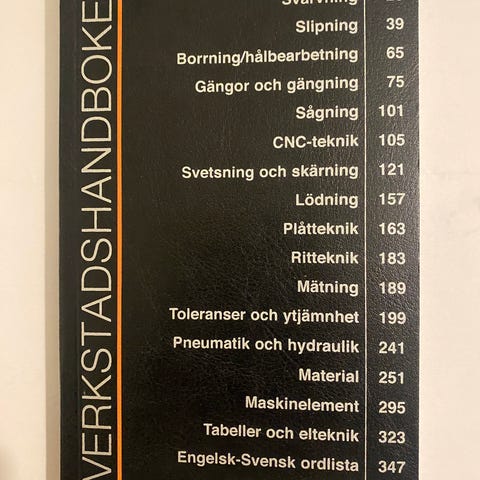 VERKSTADSHANDBOKE
Svarvning
Slipning 39
Borrning/hålbearbetning 65
Gängor och gängning 75
Sågning 101
CNC-teknik 105
Svetsning och skärning 121
Lödning 157
Plåtteknik 163
Ritteknik 183
Mätning 189
Toleranser och ytjämnhet 199
Pneumatik och hydraulik 241
Material 251
Maskinelement 295
Tabeller och elteknik 323
Engelsk-Svensk ordlista 347